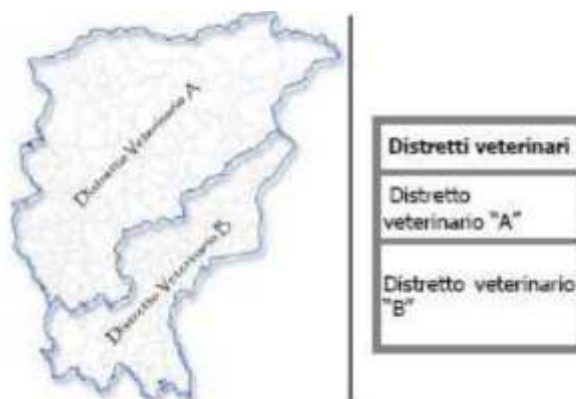 Distretto Veterinario A
Distretto Veterinario B
Distretti veterinari
Distretto
veterinario "A"
Distretto veterinario
"B"